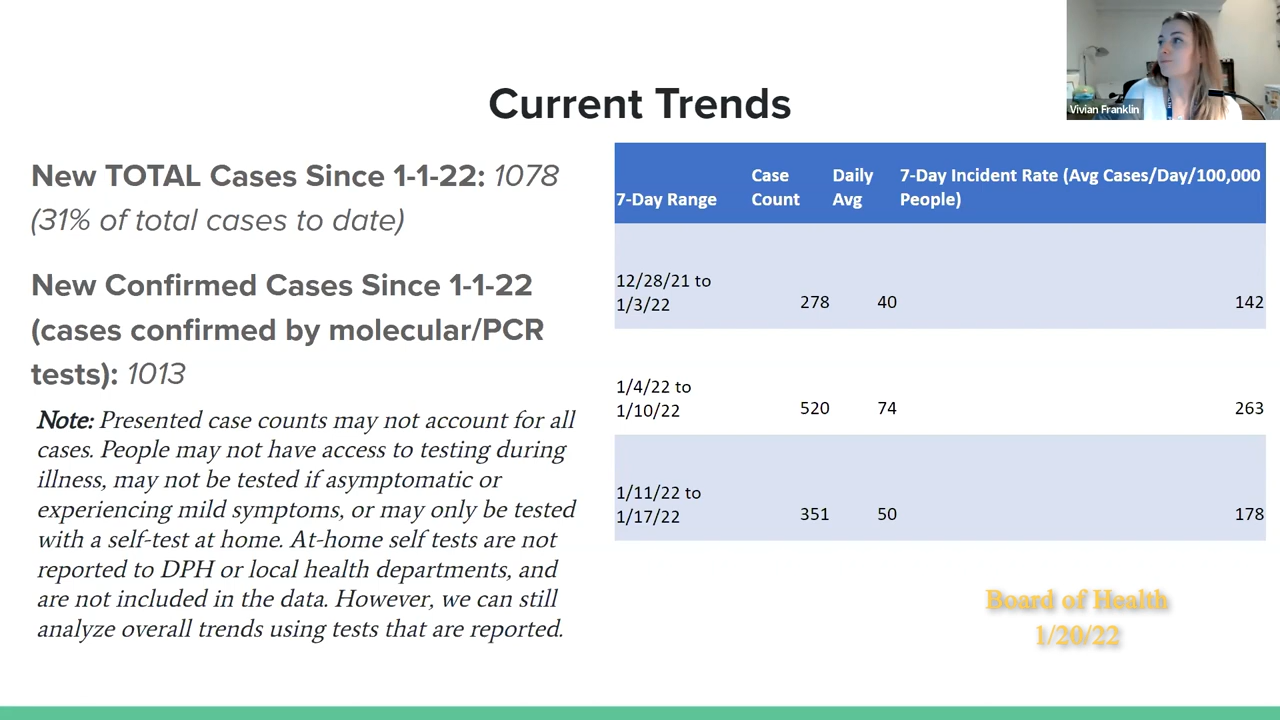 Vivian Franklin
Current Trends
New TOTAL Cases Since 1-1-22: 1078
(31% of total cases to date)
New Confirmed Cases Since 1-1-22
(cases confirmed by molecular/PCR
tests): 1013
Note: Presented case counts may not account for all
cases. People may not have access to testing during
illness, may not be tested if asymptomatic or
experiencing mild symptoms, or may only be tested
with a self-test at home. At-home self tests are not
reported to DPH or local health departments, and
are not included in the data. However, we can still
analyze overall trends using tests that are reported.
7-Day Range Case Count Daily Avg 7-Day Incident Rate (Avg Cases/Day/100,000 People)
12/28/21 to 1/3/22 278 40 142
1/4/22 to 1/10/22 520 74 263
1/11/22 to 1/17/22 351 50 178
Board of Health
1/20/22